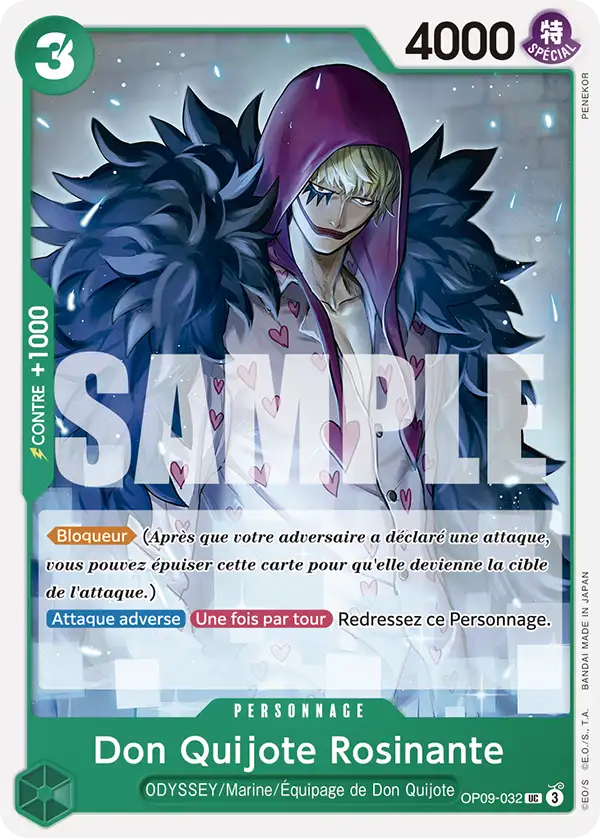 3
4000
特
SPÉCIAL
PENEKOR
CONTRE +1000
SAMPLE
Bloqueur (Après que votre adversaire a déclaré une attaque,
vous pouvez épuiser cette carte pour qu'elle devienne la cible
de l'attaque.)
Attaque adverse Une fois par tour Redressez ce Personnage.
PERSONNAGE
Don Quijote Rosinante
ODYSSEY/Marine/Équipage de Don Quijote
OP09-032 UC 3
©EO/S ©E.O./S., T.A. BANDAI MADE IN JAPAN